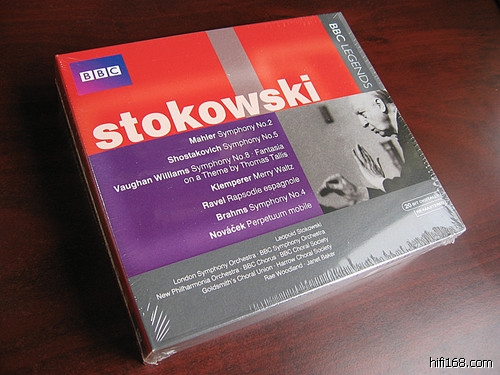 BBC
BBC LEGENDS
stokowski
Mahler Symphony No.2
Shostakovich Symphony No.5
Vaughan Williams Symphony No.8 · Fantasia
on a Theme by Thomas Tallis
Klemperer Merry Waltz
Ravel Rapsodie espagnole
Brahms Symphony No.4
Novácek Perpetuum mobile
Leopold Stokowski
London Symphony Orchestra · BBC Symphony Orchestra
New Philharmonia Orchestra · BBC Chorus · BBC Choral Society
Goldsmith's Choral Union · Harrow Choral Society
Rae Woodland · Janet Baker
hifi168.com